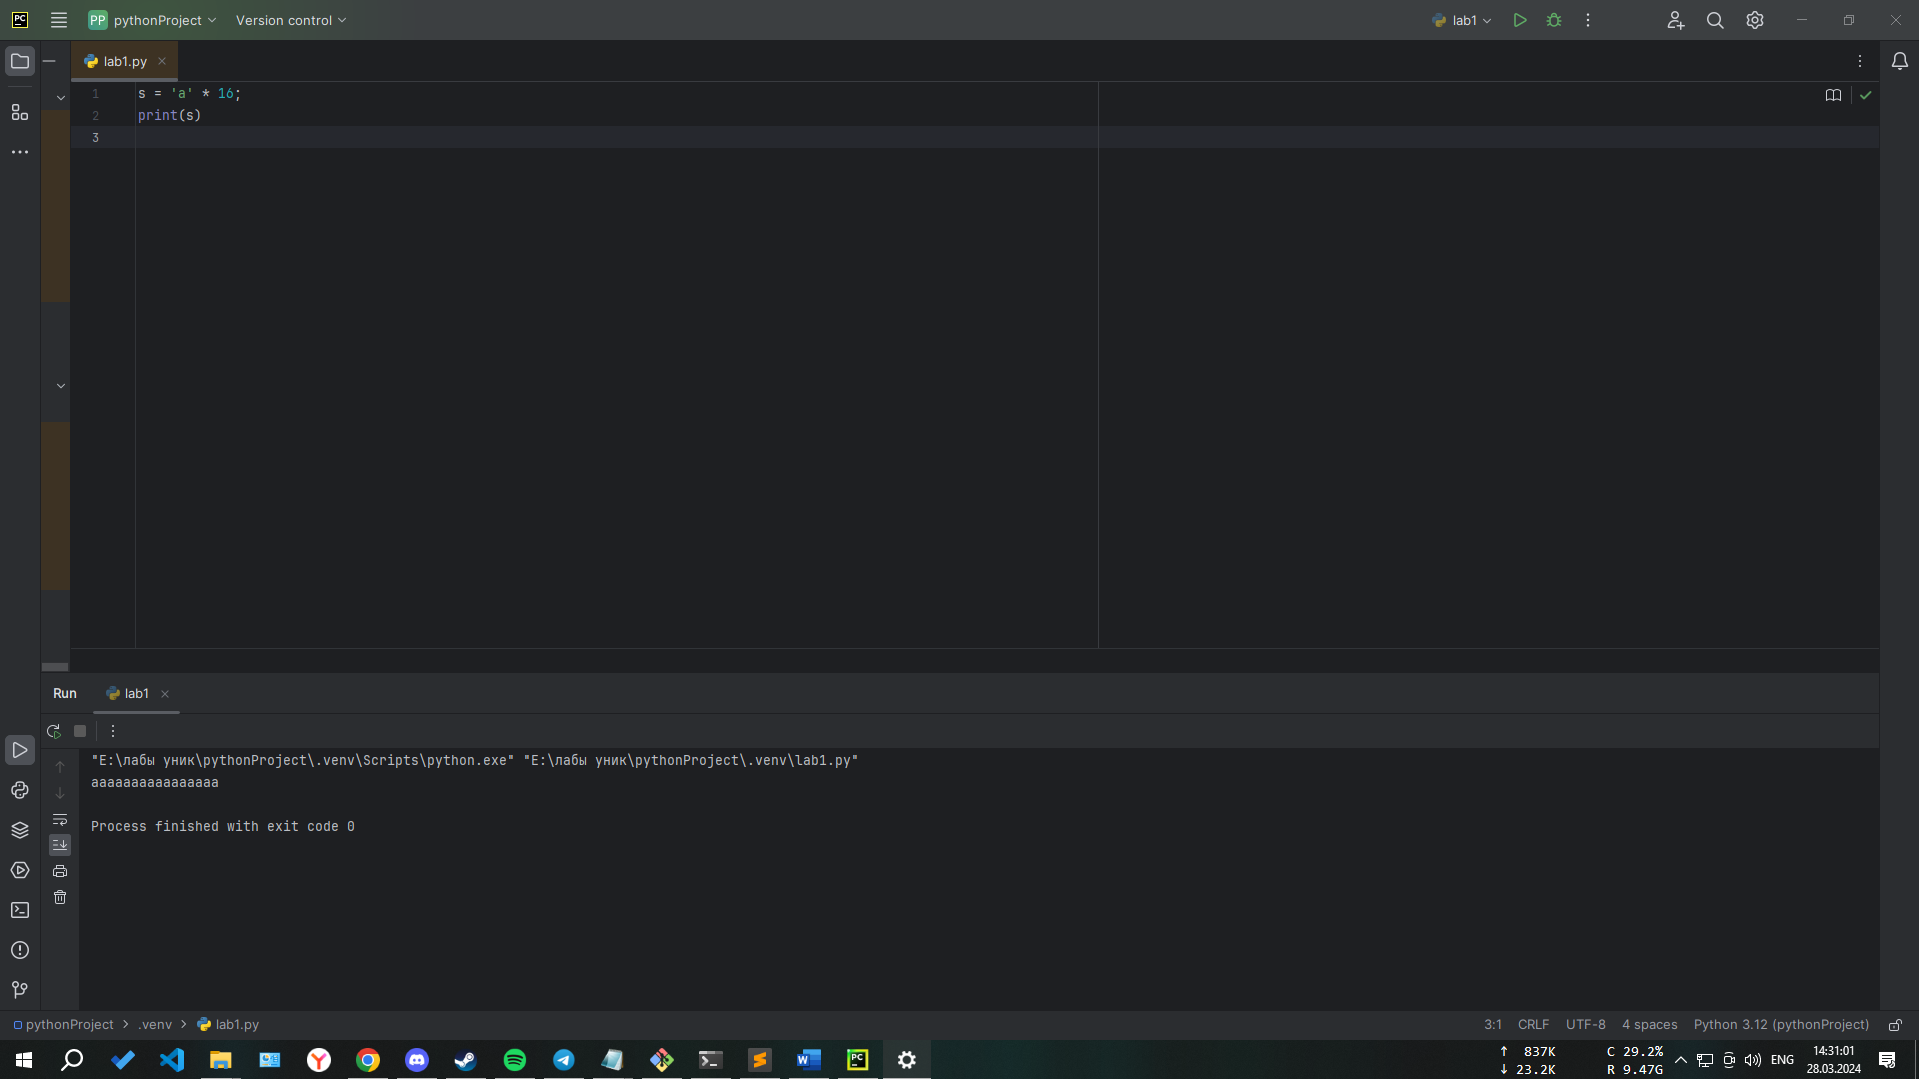 PC PP pythonProject Version control lab1
lab1.py
1 s = 'a' * 16;
2 print(s)
3
Run lab1
"E:\лабы уник\pythonProject\.venv\Scripts\python.exe" "E:\лабы уник\pythonProject\.venv\lab1.py"
aaaaaaaaaaaaaaaa
Process finished with exit code 0
pythonProject > .venv > lab1.py 3:1 CRLF UTF-8 4 spaces Python 3.12 (pythonProject)
↑ 837K C 29.2% ENG 14:31:01
↓ 23.2K R 9.47G 28.03.2024